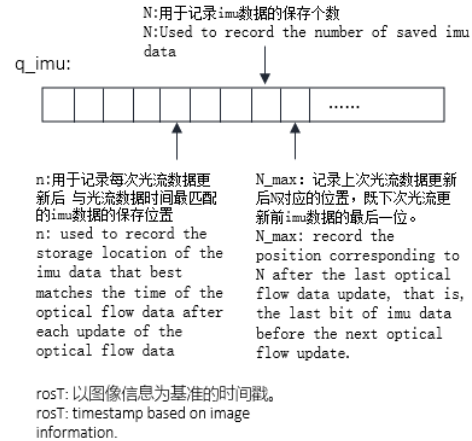 N:用于记录imu数据的保存个数
N:Used to record the number of saved imu
data
q_imu:
......
n:用于记录每次光流数据更
新后 与光流数据时间最匹配
的imu数据的保存位置
n: used to record the
storage location of the
imu data that best
matches the time of the
optical flow data after
each update of the
optical flow data
N_max: 记录上次光流数据更新
后N对应的位置，既下次光流更
新前imu数据的最后一位。
N_max: record the
position corresponding to
N after the last optical
flow data update, that is,
the last bit of imu data
before the next optical
flow update.
rosT: 以图像信息为基准的时间戳。
rosT: timestamp based on image
information.